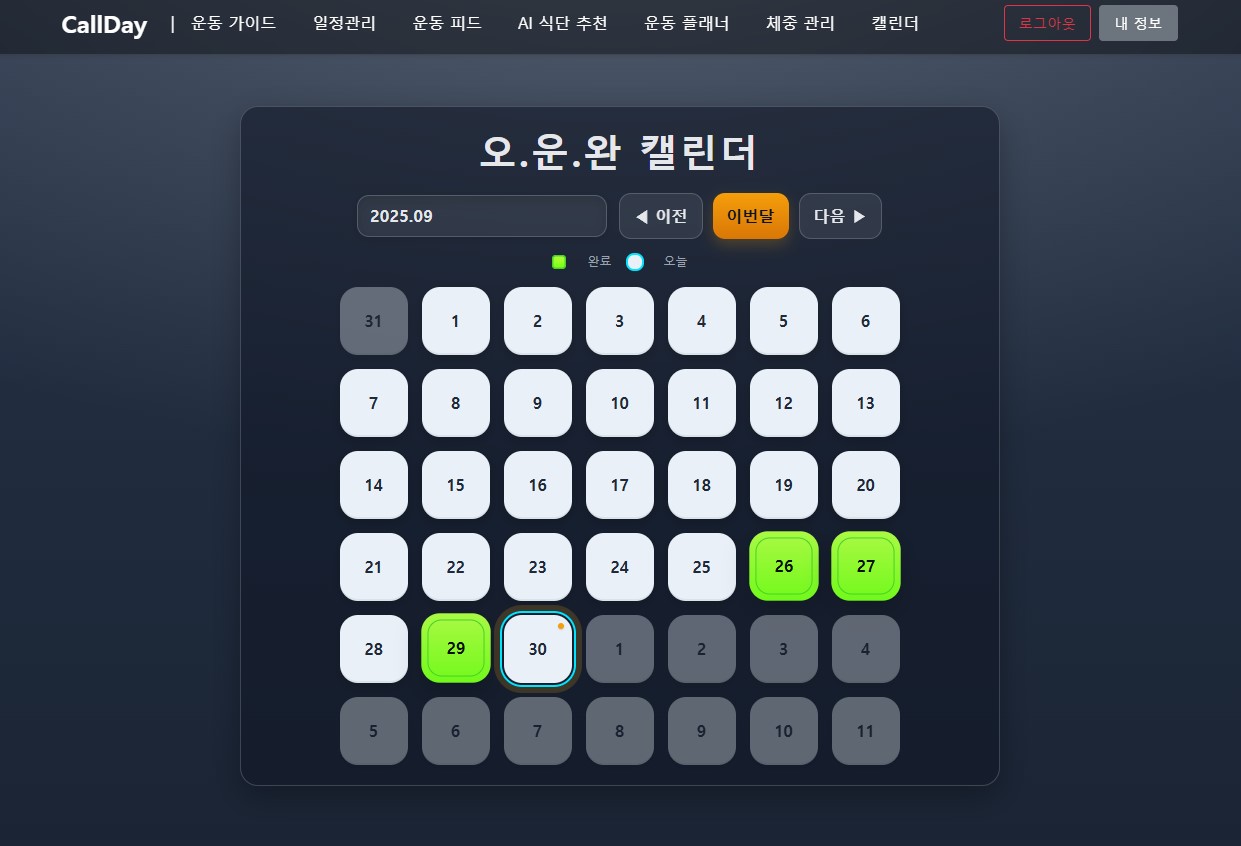 CallDay | 운동 가이드 일정관리 운동 피드 AI 식단 추천 운동 플래너 체중 관리 캘린더 로그아웃 내 정보
오.운.완 캘린더
2025.09 ◀ 이전 이번달 다음 ▶
완료 오늘
31 1 2 3 4 5 6
7 8 9 10 11 12 13
14 15 16 17 18 19 20
21 22 23 24 25 26 27
28 29 30 1 2 3 4
5 6 7 8 9 10 11